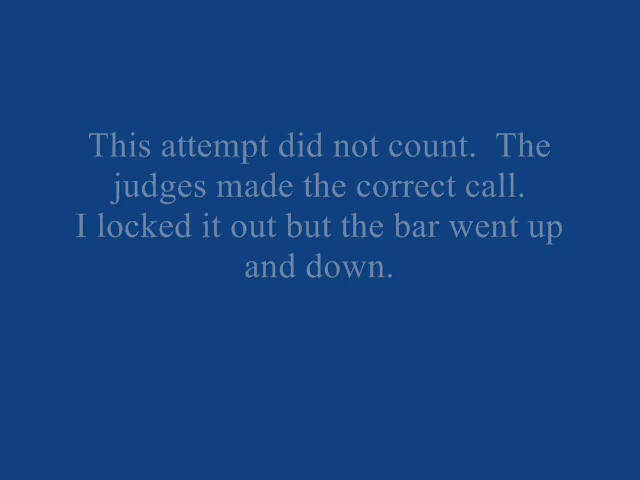 This attempt did not count.  The
judges made the correct call.
I locked it out but the bar went up
and down.